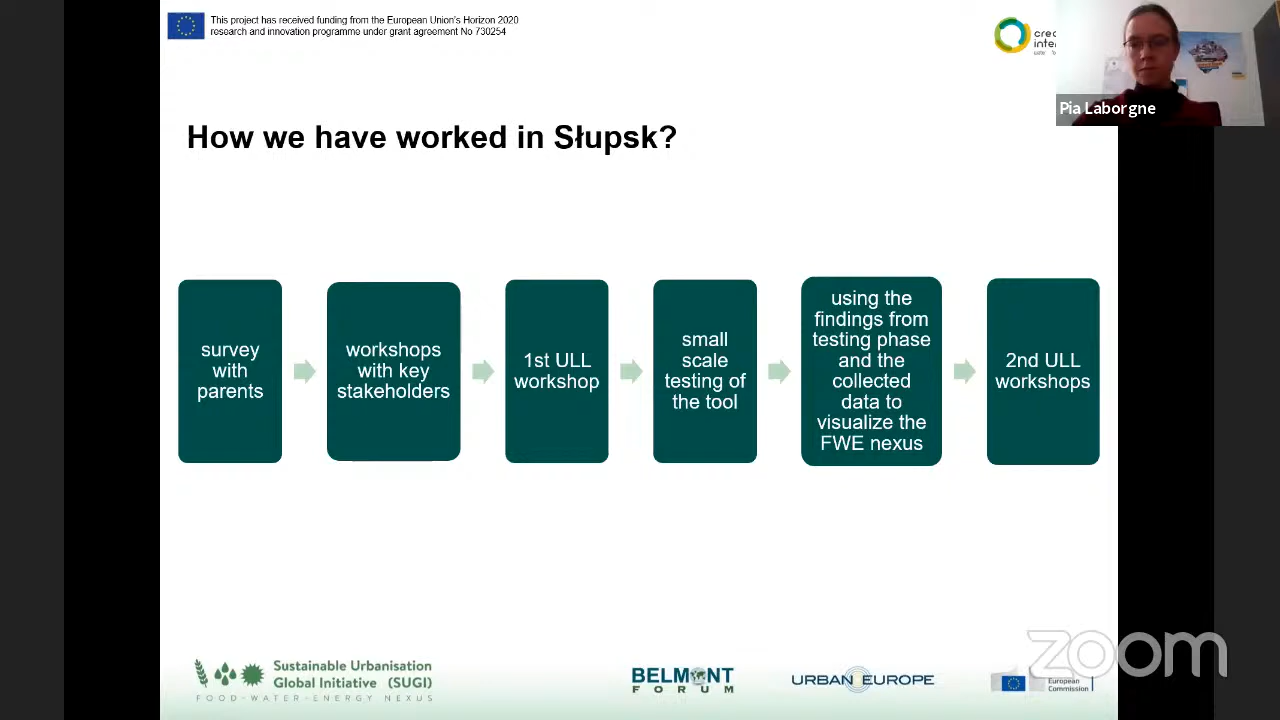 This project has received funding from the European Union's Horizon 2020
research and innovation programme under grant agreement No 730254
Pia Laborgne
How we have worked in Słupsk?
survey
with
parents
workshops
with key
stakeholders
1st ULL
workshop
small
scale
testing of
the tool
using the
findings from
testing phase
and the
collected
data to
visualize the
FWE nexus
2nd ULL
workshops
Sustainable Urbanisation
Global Initiative (SUGI)
FOOD-WATER-ENERGY NEXUS
BELMONT
FORUM
URBAN EUROPE
European
Commission
zoom